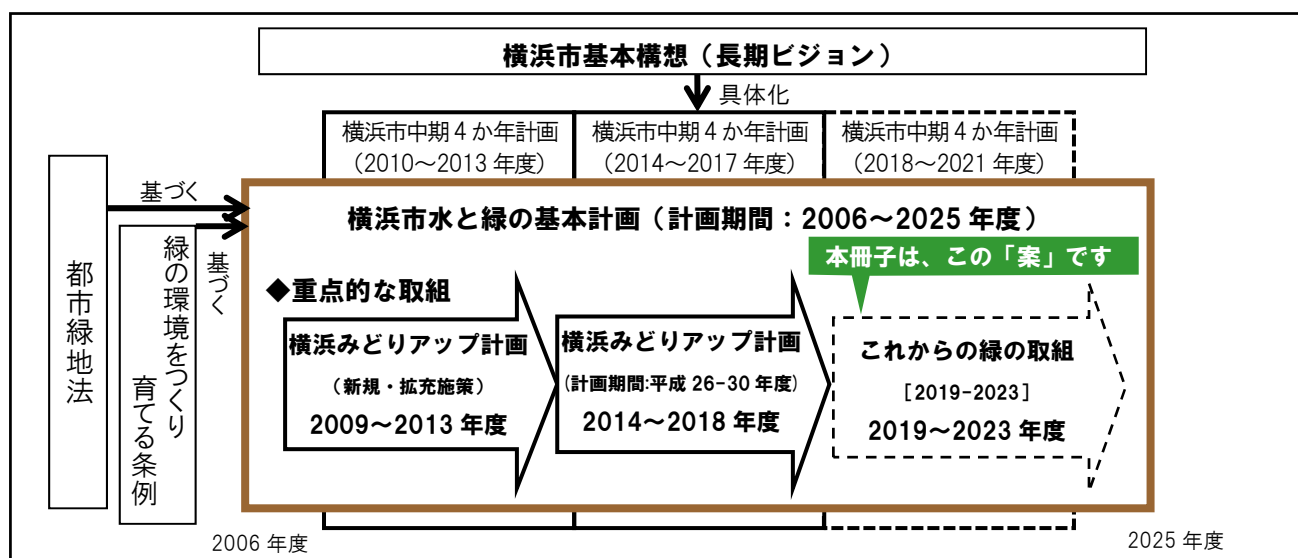 横浜市基本構想（長期ビジョン）
具体化
横浜市中期４か年計画
（2010～2013 年度）
横浜市中期４か年計画
（2014～2017 年度）
横浜市中期４か年計画
（2018～2021 年度）
都市緑地法
基づく
緑の環境をつくり
育てる条例
基づく
横浜市水と緑の基本計画（計画期間：2006～2025 年度）
本冊子は、この「案」です
◆重点的な取組
横浜みどりアップ計画
（新規・拡充施策）
2009～2013 年度
横浜みどりアップ計画
(計画期間:平成 26-30 年度)
2014～2018 年度
これからの緑の取組
［2019-2023］
2019～2023 年度
2006 年度
2025 年度